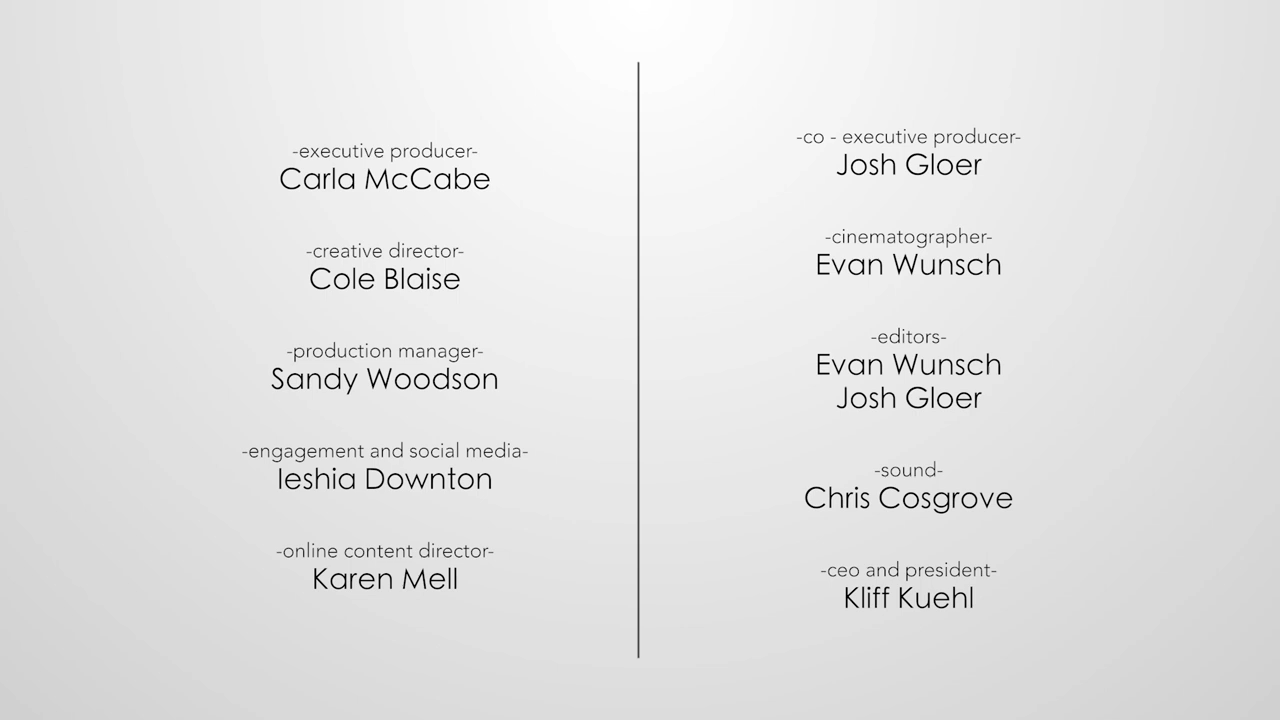 -executive producer-
Carla McCabe
-creative director-
Cole Blaise
-production manager-
Sandy Woodson
-engagement and social media-
Ieshia Downton
-online content director-
Karen Mell
-co - executive producer-
Josh Gloer
-cinematographer-
Evan Wunsch
-editors-
Evan Wunsch
Josh Gloer
-sound-
Chris Cosgrove
-ceo and president-
Kliff Kuehl